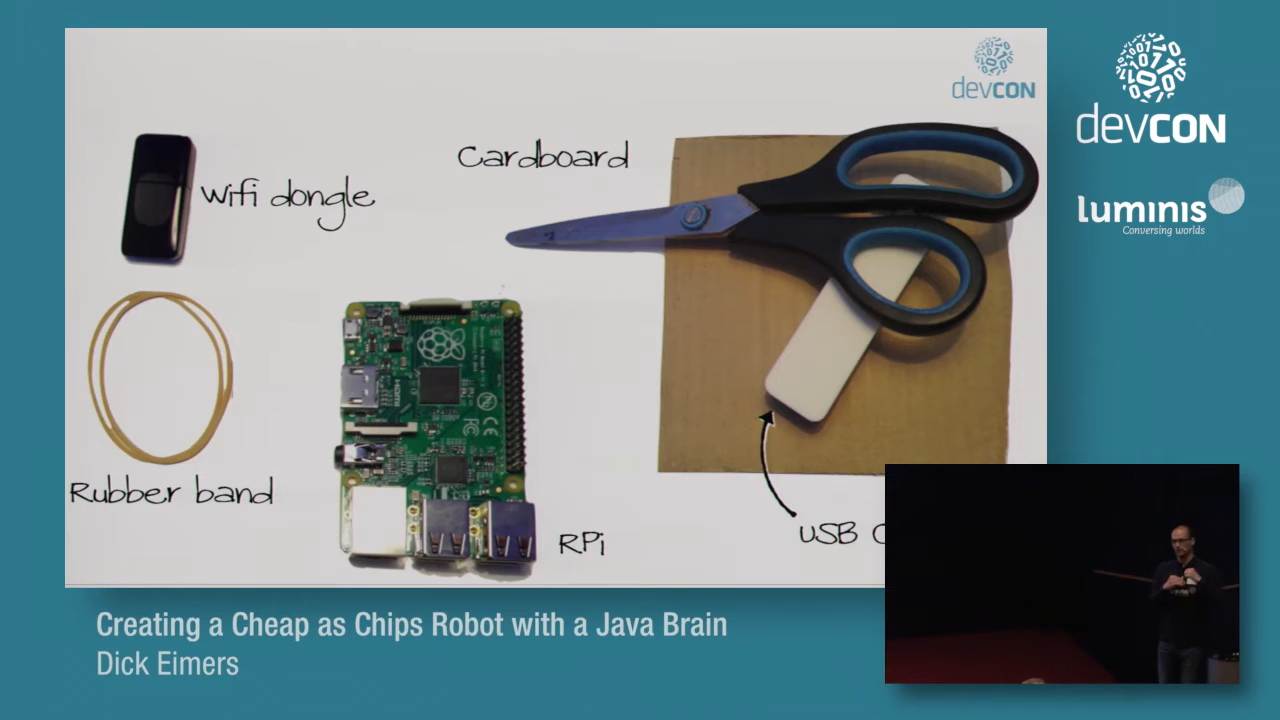 devCON
Wifi dongle
Cardboard
Rubber band
RPi
USB
Creating a Cheap as Chips Robot with a Java Brain
Dick Eimers
devCON
luminis
Conversing worlds